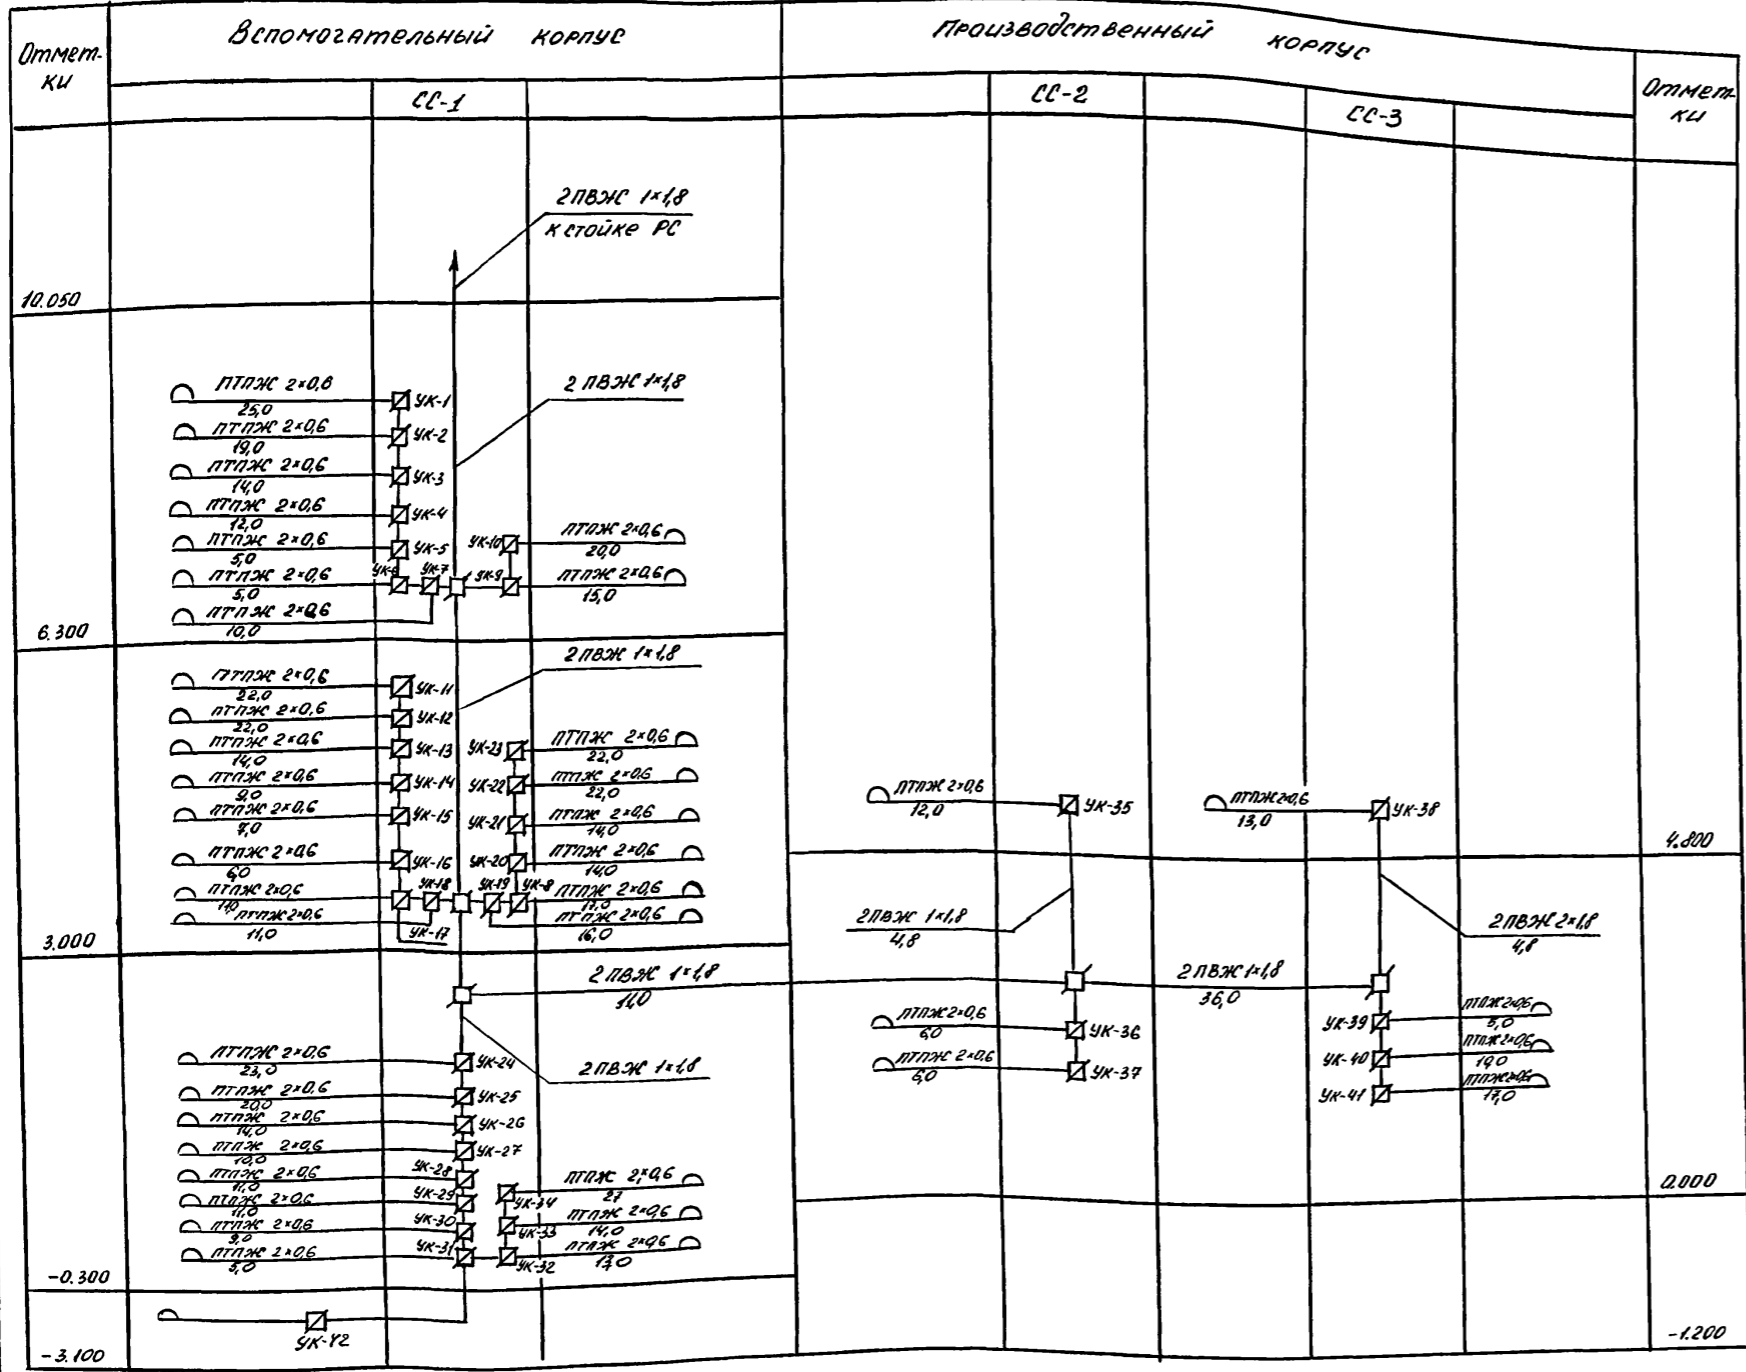 Отмет-
ки
Вспомогательный корпус
Производственный корпус
Отмет-
ки
СС-1
СС-2
СС-3
2 ПВЖ 1×1,8
к стойке РС
10.050
ПТПЖ 2×0,6
25,0
УК-1
2 ПВЖ 1×1,8
ПТПЖ 2×0,6
19,0
УК-2
ПТПЖ 2×0,6
14,0
УК-3
ПТПЖ 2×0,6
12,0
УК-4
ПТПЖ 2×0,6
5,0
УК-5
УК-10
ПТПЖ 2×0,6
20,0
ПТПЖ 2×0,6
5,0
УК-6
УК-7
УК-9
ПТПЖ 2×0,6
15,0
ПТПЖ 2×0,6
10,0
6.300
2 ПВЖ 1×1,8
ПТПЖ 2×0,6
22,0
УК-11
ПТПЖ 2×0,6
22,0
УК-12
ПТПЖ 2×0,6
14,0
УК-13
УК-23
ПТПЖ 2×0,6
22,0
ПТПЖ 2×0,6
9,0
УК-14
УК-22
ПТПЖ 2×0,6
22,0
ПТПЖ 2×0,6
7,0
УК-15
УК-21
ПТПЖ 2×0,6
14,0
ПТПЖ 2×0,6
6,0
УК-16
УК-20
ПТПЖ 2×0,6
14,0
ПТПЖ 2×0,6
УК-18
УК-19
УК-8
ПТПЖ 2×0,6
17,0
ПТПЖ 2×0,6
11,0
УК-17
ПТПЖ 2×0,6
16,0
3.000
ПТПЖ 2×0,6
12,0
УК-35
ПТПЖ 2×0,6
13,0
УК-38
4.800
2 ПВЖ 1×1,8
4,8
2 ПВЖ 2×1,8
4,8
2 ПВЖ 1×1,8
11,0
2 ПВЖ 1×1,8
36,0
ПТПЖ 2×0,6
6,0
УК-36
УК-39
ПТПЖ 2×0,6
5,0
ПТПЖ 2×0,6
6,0
УК-37
УК-40
ПТПЖ 2×0,6
УК-41
ПТПЖ 2×0,6
17,0
ПТПЖ 2×0,6
23,0
УК-24
2 ПВЖ 1×1,8
ПТПЖ 2×0,6
20,0
УК-25
ПТПЖ 2×0,6
14,0
УК-26
ПТПЖ 2×0,6
10,0
УК-27
ПТПЖ 2×0,6
11,0
УК-28
ПТПЖ 2×0,6
27
УК-34
ПТПЖ 2×0,6
11,0
УК-29
ПТПЖ 2×0,6
9,0
УК-30
ПТПЖ 2×0,6
14,0
УК-33
ПТПЖ 2×0,6
5,0
УК-31
ПТПЖ 2×0,6
УК-32
0.000
-0.300
УК-42
-3.100
-1.200